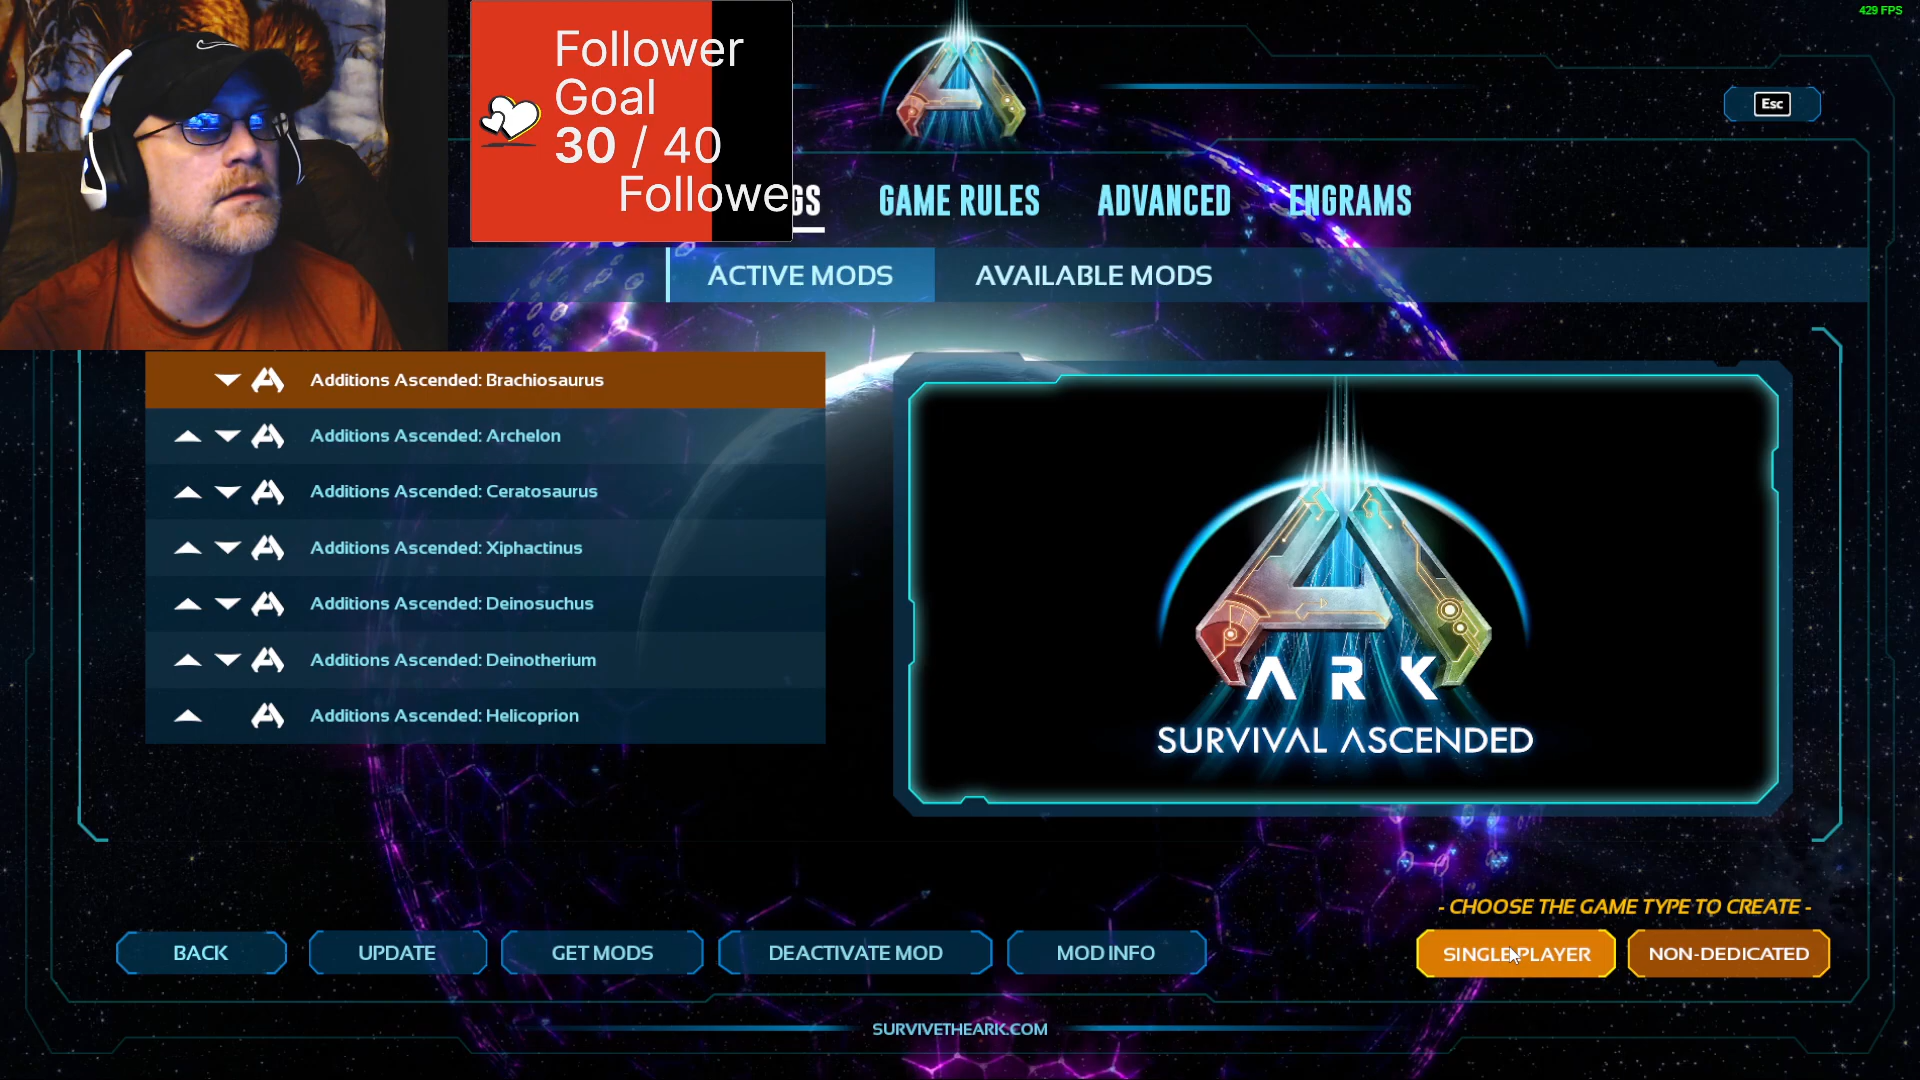 429 FPS
Follower
Goal
30 / 40
Followe
Esc
GS
GAME RULES
ADVANCED
ENGRAMS
ACTIVE MODS
AVAILABLE MODS
Additions Ascended: Brachiosaurus
Additions Ascended: Archelon
Additions Ascended: Ceratosaurus
Additions Ascended: Xiphactinus
Additions Ascended: Deinosuchus
Additions Ascended: Deinotherium
Additions Ascended: Helicoprion
ARK
SURVIVAL ASCENDED
- CHOOSE THE GAME TYPE TO CREATE -
BACK
UPDATE
GET MODS
DEACTIVATE MOD
MOD INFO
SINGLE PLAYER
NON-DEDICATED
SURVIVETHEARK.COM